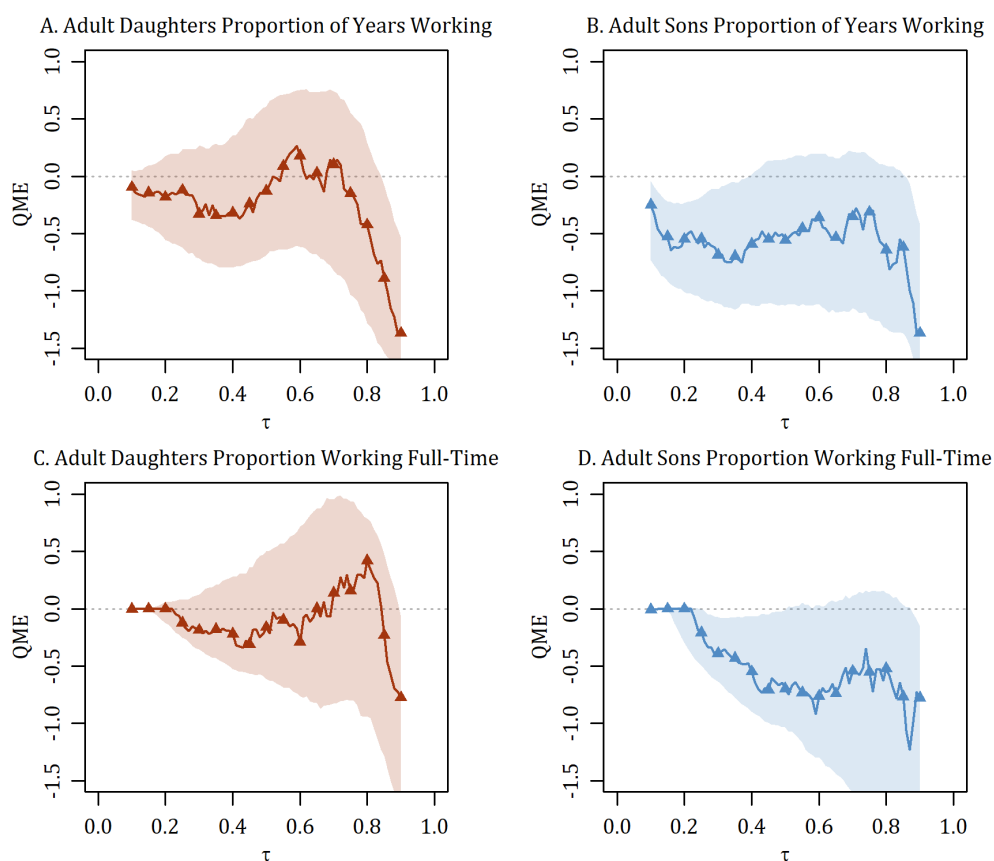 A. Adult Daughters Proportion of Years Working
1.0
0.5
0.0
-0.5
-1.0
-1.5
QME
0.0 0.2 0.4 0.6 0.8 1.0
τ
B. Adult Sons Proportion of Years Working
1.0
0.5
0.0
-0.5
-1.0
-1.5
QME
0.0 0.2 0.4 0.6 0.8 1.0
τ
C. Adult Daughters Proportion Working Full-Time
1.0
0.5
0.0
-0.5
-1.0
-1.5
QME
0.0 0.2 0.4 0.6 0.8 1.0
τ
D. Adult Sons Proportion Working Full-Time
1.0
0.5
0.0
-0.5
-1.0
-1.5
QME
0.0 0.2 0.4 0.6 0.8 1.0
τ